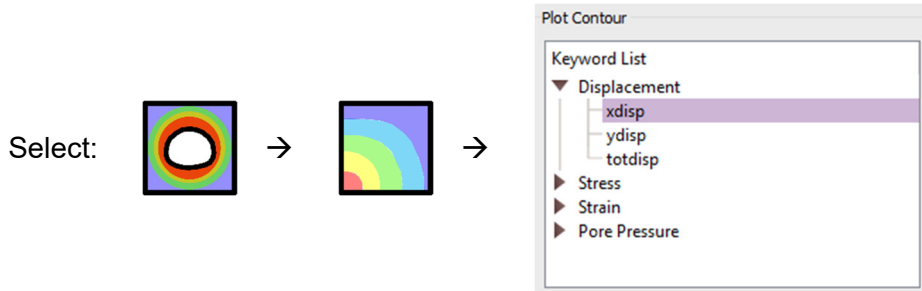 Plot Contour
Keyword List
Displacement
xdisp
Select: → →
ydisp
totdisp
Stress
Strain
Pore Pressure